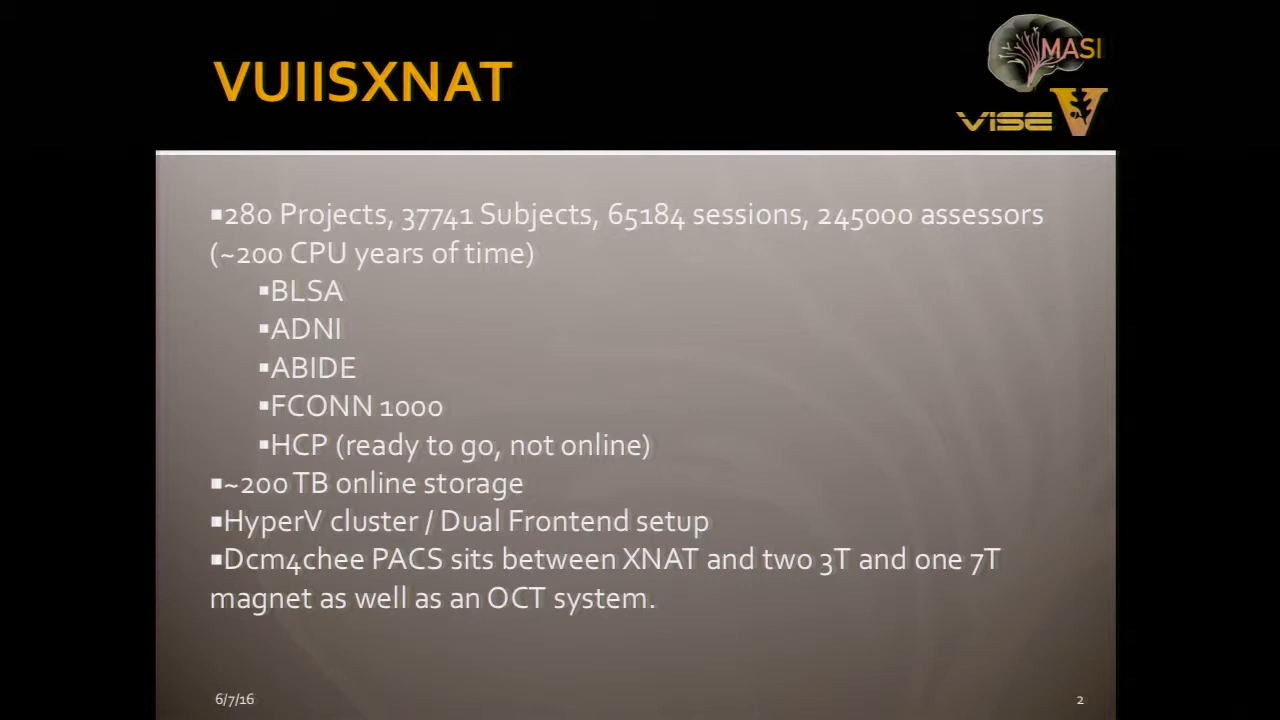 VUIISXNAT
MASI
VISE V
▪280 Projects, 37741 Subjects, 65184 sessions, 245000 assessors
(~200 CPU years of time)
▪BLSA
▪ADNI
▪ABIDE
▪FCONN 1000
▪HCP (ready to go, not online)
▪~200 TB online storage
▪HyperV cluster / Dual Frontend setup
▪Dcm4chee PACS sits between XNAT and two 3T and one 7T
magnet as well as an OCT system.
6/7/16
2